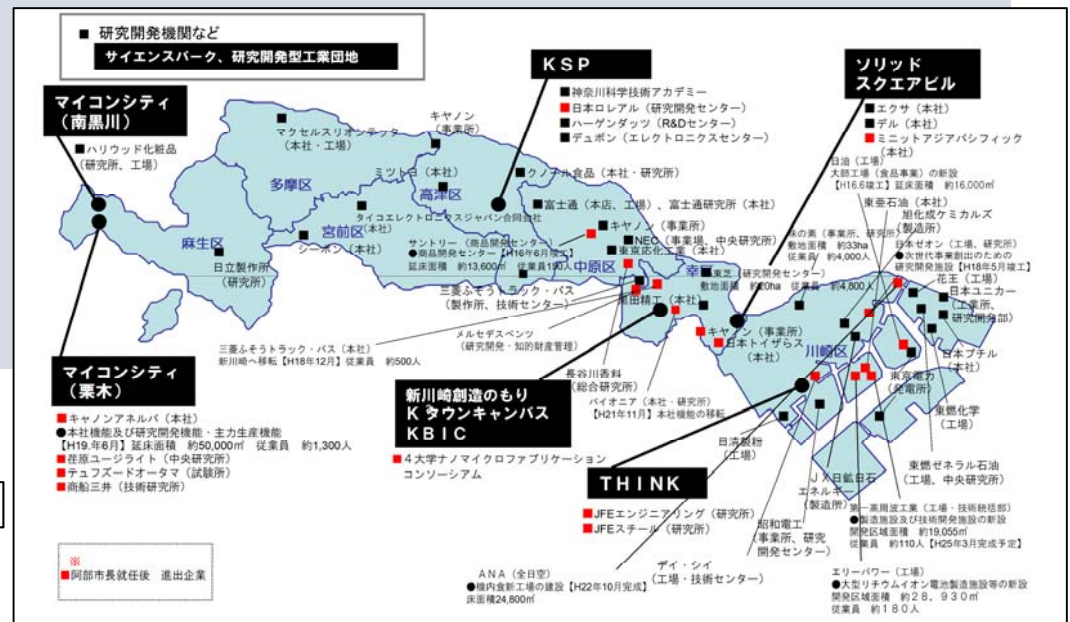 ■ 研究開発機関など
サイエンスパーク、研究開発型工業団地
マイコンシティ
（南黒川）
■ハリウッド化粧品
（研究所、工場）
マクセルスリオンテック
（本社・工場）
キヤノン
（事業所）
ミツトヨ（本社）
多摩区
高津区
宮前区
麻生区
タイコエレクトロニクスジャパン合同会社
（本社）
シーボン（本社）
日立製作所
（研究所）
KSP
■神奈川科学技術アカデミー
■日本ロレアル（研究開発センター）
■ハーゲンダッツ（R&Dセンター）
■デュポン（エレクトロニクスセンター）
クノール食品（本社・研究所）
富士通（本店、工場）、富士通研究所（本社）
キヤノン（事業所）
NEC（事業場、中央研究所）
東京応化工業（本社）
サントリー（商品開発センター）
●商品開発センター【H16年6月竣工】
延床面積　約13,600㎡　従業員190人
中原区
幸区
三菱ふそうトラック・バス
（製作所、技術センター）
黒田精工（本社）
東芝（研究開発センター）
敷地面積　約20ha　従業員　約4,800人
メルセデスベンツ
（研究開発・知的財産管理）
三菱ふそうトラック・バス（本社）
新川崎へ移転【H18年12月】従業員　約500人
キヤノン（事業所）
日本トイザらス
（本社）
長谷川香料
（総合研究所）
パイオニア（本社・研究所）
【H21年11月】本社機能の移転
ソリッド
スクエアビル
■エクサ（本社）
■デル（本社）
■ミニットアジアパシフィック
（本社）
日油（工場）
大師工場（食品事業）の新設
【H16.6竣工】延床面積　約16,000㎡
東亜石油（本社）
旭化成ケミカルズ
（製造所）
味の素（事業所、研究所）
敷地面積　約33ha
従業員　約4,000人
日本ゼオン（工場、研究所）
●次世代事業創出のための
研究開発施設【H18年5月竣工】
花王（工場）
日本ユニカー
（工業所、
研究開発部）
日本ブチル
（本社）
川崎区
東京電力
（発電所）
東燃化学
（工場）
東燃ゼネラル石油
（工場、中央研究所）
マイコンシティ
（栗木）
■キャノンアネルバ（本社）
●本社機能及び研究開発機能・主力生産機能
【H19.年6月】延床面積　約50,000㎡　従業員　約1,300人
■荏原ユージライト（中央研究所）
■テュフズードオータマ（試験所）
■商船三井（技術研究所）
新川崎創造のもり
K²タウンキャンパス
KBIC
■４大学ナノマイクロファブリケーション
コンソーシアム
日清製粉
（工場）
THINK
■JFEエンジニアリング（研究所）
■JFEスチール（研究所）
ＪＸ日鉱日石
エネルギー
（製造所）
昭和電工
（事業所、研究
開発センター）
第一高周波工業（工場・技術統括部）
●製造施設及び技術開発施設の新設
開発区域面積　約19,055㎡
従業員　約110人【H25年3月完成予定】
デイ・シイ
（工場・技術センター）
ＡＮＡ（全日空）
●機内食新工場の建設【H22年10月完成】
床面積24,800㎡
エリーパワー（工場）
●大型リチウムイオン電池製造施設等の新設
開発区域面積　約２８，９３０㎡
従業員　約１８０人
※
■阿部市長就任後　進出企業